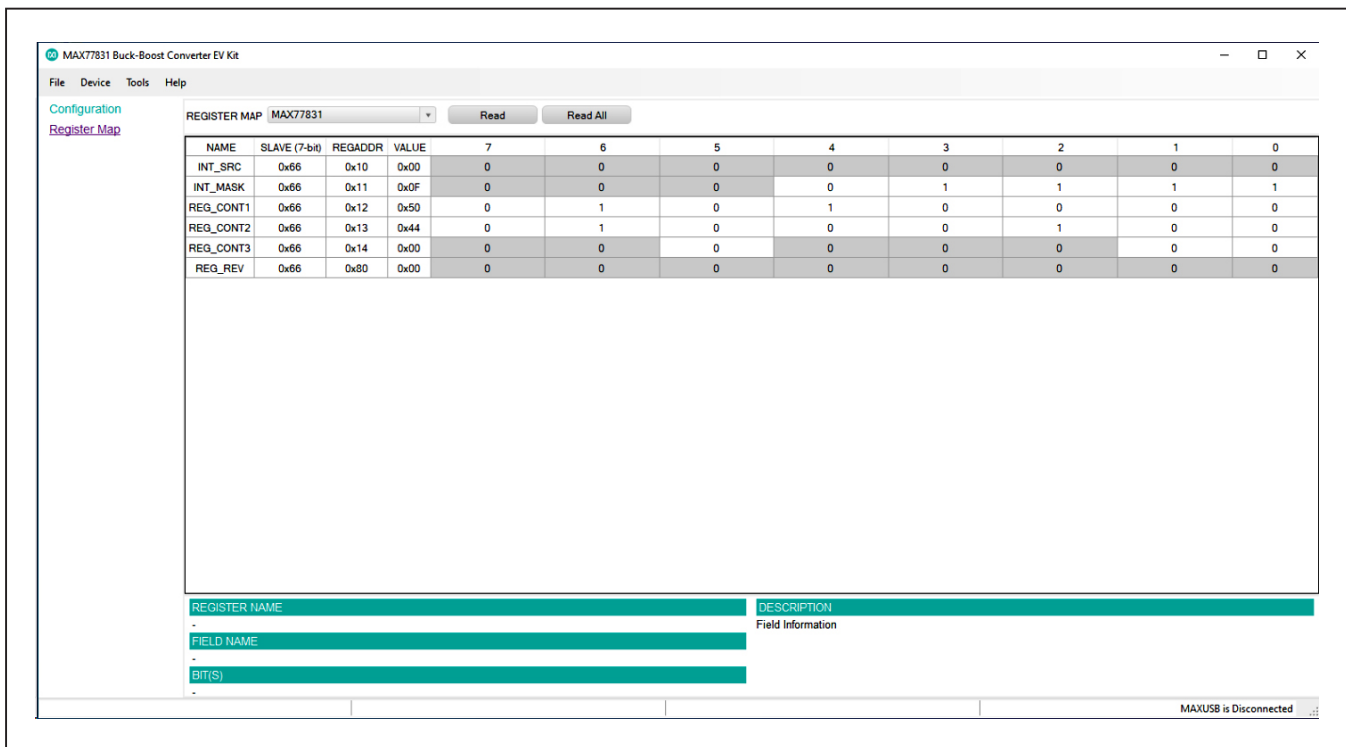 MAX77831 Buck-Boost Converter EV Kit
File Device Tools Help
Configuration
Register Map
REGISTER MAP MAX77831 Read Read All
NAME SLAVE (7-bit) REGADDR VALUE 7 6 5 4 3 2 1 0
INT_SRC 0x66 0x10 0x00 0 0 0 0 0 0 0 0
INT_MASK 0x66 0x11 0x0F 0 0 0 0 1 1 1 1
REG_CONT1 0x66 0x12 0x50 0 1 0 1 0 0 0 0
REG_CONT2 0x66 0x13 0x44 0 1 0 0 0 1 0 0
REG_CONT3 0x66 0x14 0x00 0 0 0 0 0 0 0 0
REG_REV 0x66 0x80 0x00 0 0 0 0 0 0 0 0
REGISTER NAME
-
FIELD NAME
-
BIT(S)
-
DESCRIPTION
Field Information
MAXUSB is Disconnected